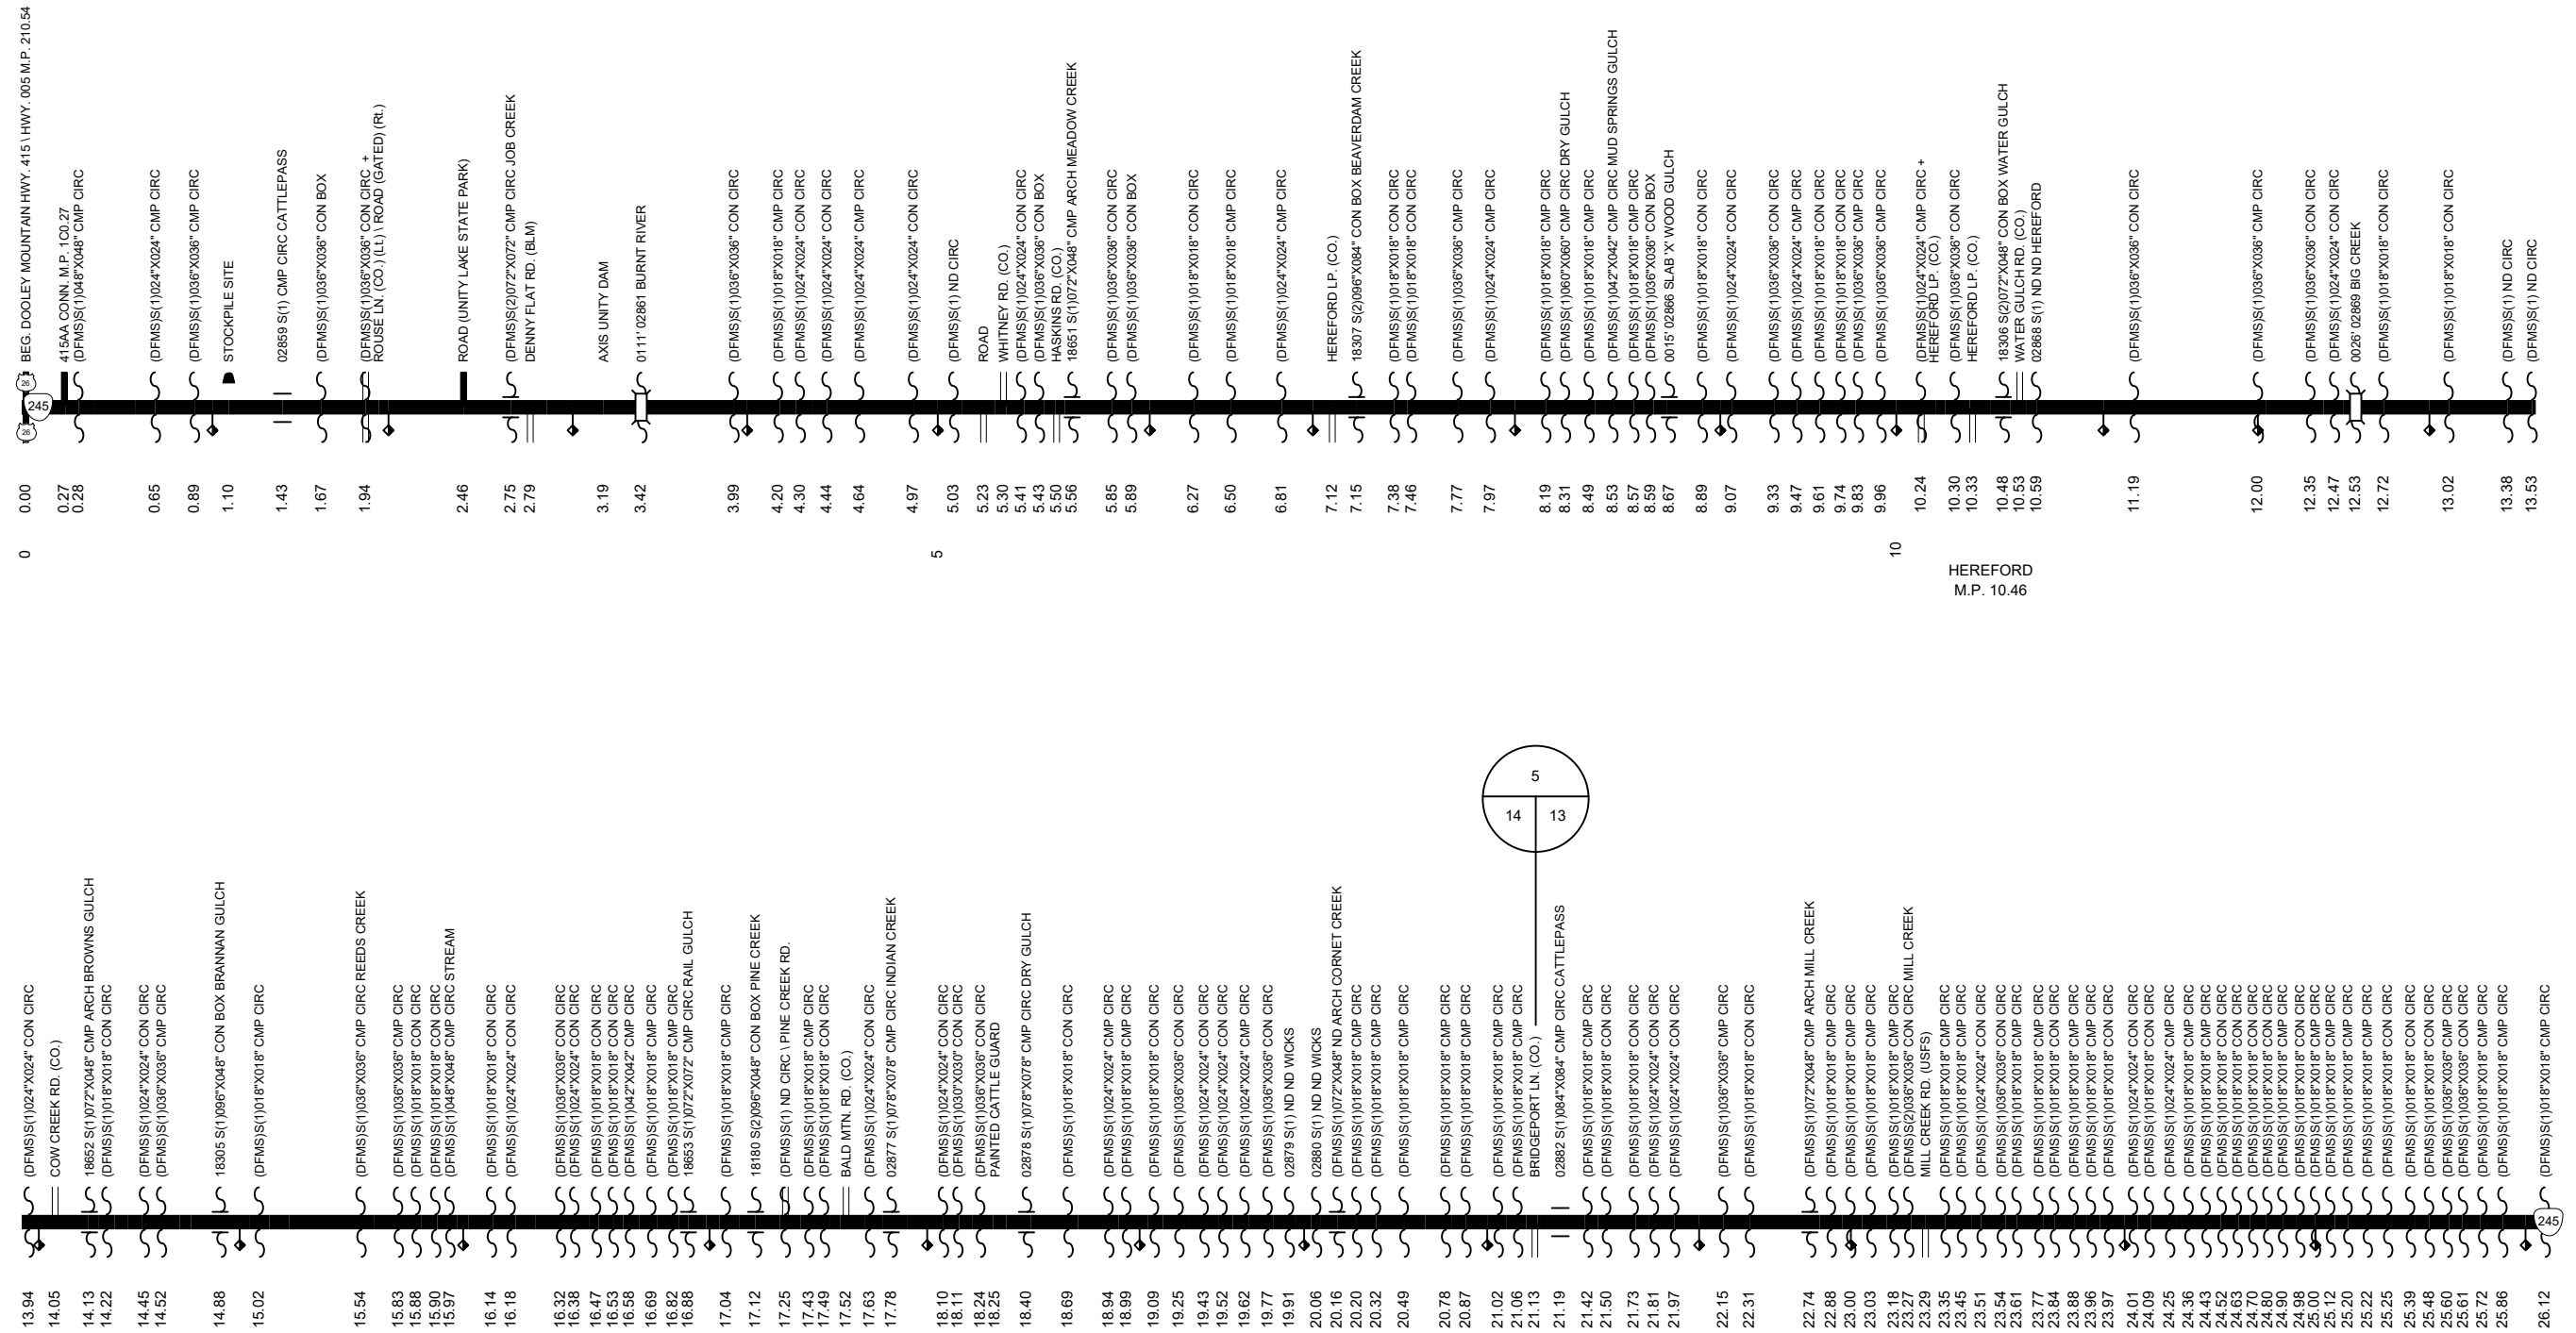 BEG. DOOLEY MOUNTAIN HWY. 415 \ HWY. 005 M.P. 210.54
415AA CONN. M.P. 1C0.27
(DFMS)S(1)048"X048" CMP CIRC
(DFMS)S(1)024"X024" CMP CIRC
(DFMS)S(1)036"X036" CMP CIRC
STOCKPILE SITE
02859 S(1) CMP CIRC CATTLEPASS
(DFMS)S(1)036"X036" CON BOX
(DFMS)S(1)036"X036" CON CIRC +
ROUSE LN. (CO.) (Lt.) \ ROAD (GATED) (Rt.)
ROAD (UNITY LAKE STATE PARK)
(DFMS)S(2)072"X072" CMP CIRC JOB CREEK
DENNY FLAT RD. (BLM)
AXIS UNITY DAM
0111' 02861 BURNT RIVER
(DFMS)S(1)036"X036" CON CIRC
(DFMS)S(1)018"X018" CMP CIRC
(DFMS)S(1)024"X024" CON CIRC
(DFMS)S(1)024"X024" CON CIRC
(DFMS)S(1)024"X024" CMP CIRC
(DFMS)S(1)024"X024" CON CIRC
(DFMS)S(1) ND CIRC
ROAD
WHITNEY RD. (CO.)
(DFMS)S(1)024"X024" CON CIRC
(DFMS)S(1)036"X036" CON BOX
HASKINS RD. (CO.)
18651 S(1)072"X048" CMP ARCH MEADOW CREEK
(DFMS)S(1)036"X036" CON CIRC
(DFMS)S(1)036"X036" CON BOX
(DFMS)S(1)018"X018" CON CIRC
(DFMS)S(1)018"X018" CMP CIRC
(DFMS)S(1)024"X024" CMP CIRC
HEREFORD LP. (CO.)
18307 S(2)096"X084" CON BOX BEAVERDAM CREEK
(DFMS)S(1)018"X018" CMP CIRC
(DFMS)S(1)018"X018" CON CIRC
(DFMS)S(1)036"X036" CMP CIRC
(DFMS)S(1)024"X024" CMP CIRC
(DFMS)S(1)018"X018" CMP CIRC
(DFMS)S(1)060"X060" CMP CIRC DRY GULCH
(DFMS)S(1)018"X018" CMP CIRC
(DFMS)S(1)042"X042" CMP CIRC MUD SPRINGS GULCH
(DFMS)S(1)018"X018" CMP CIRC
(DFMS)S(1)036"X036" CON BOX
0015' 02866 SLAB 'X' WOOD GULCH
(DFMS)S(1)018"X018" CON CIRC
(DFMS)S(1)024"X024" CON CIRC
(DFMS)S(1)036"X036" CON CIRC
(DFMS)S(1)024"X024" CMP CIRC
(DFMS)S(1)018"X018" CON CIRC
(DFMS)S(1)018"X018" CMP CIRC
(DFMS)S(1)036"X036" CMP CIRC
(DFMS)S(1)036"X036" CMP CIRC
(DFMS)S(1)024"X024" CMP CIRC +
HEREFORD LP. (CO.)
(DFMS)S(1)036"X036" CON CIRC
HEREFORD LP. (CO.)
18306 S(2)072"X048" CON BOX WATER GULCH
WATER GULCH RD. (CO.)
02868 S(1) ND ND HEREFORD
(DFMS)S(1)036"X036" CON CIRC
(DFMS)S(1)036"X036" CMP CIRC
(DFMS)S(1)036"X036" CON CIRC
(DFMS)S(1)024"X024" CON CIRC
0026' 02869 BIG CREEK
(DFMS)S(1)018"X018" CON CIRC
(DFMS)S(1)018"X018" CON CIRC
(DFMS)S(1) ND CIRC
(DFMS)S(1) ND CIRC
26
245
26
0.00
0.27
0.28
0.65
0.89
1.10
1.43
1.67
1.94
2.46
2.75
2.79
3.19
3.42
3.99
4.20
4.30
4.44
4.64
4.97
5.03
5.23
5.30
5.41
5.43
5.50
5.56
5.85
5.89
6.27
6.50
6.81
7.12
7.15
7.38
7.46
7.77
7.97
8.19
8.31
8.49
8.53
8.57
8.59
8.67
8.89
9.07
9.33
9.47
9.61
9.74
9.83
9.96
10.24
10.30
10.33
10.48
10.53
10.59
11.19
12.00
12.35
12.47
12.53
12.72
13.02
13.38
13.53
0
5
10
HEREFORD
M.P. 10.46
5
14
13
(DFMS)S(1)024"X024" CON CIRC
COW CREEK RD. (CO.)
18652 S(1)072"X048" CMP ARCH BROWNS GULCH
(DFMS)S(1)018"X018" CON CIRC
(DFMS)S(1)024"X024" CON CIRC
(DFMS)S(1)036"X036" CMP CIRC
18305 S(1)096"X048" CON BOX BRANNAN GULCH
(DFMS)S(1)018"X018" CMP CIRC
(DFMS)S(1)036"X036" CMP CIRC REEDS CREEK
(DFMS)S(1)036"X036" CMP CIRC
(DFMS)S(1)018"X018" CMP CIRC
(DFMS)S(1)018"X018" CON CIRC
(DFMS)S(1)048"X048" CMP CIRC STREAM
(DFMS)S(1)018"X018" CON CIRC
(DFMS)S(1)024"X024" CON CIRC
(DFMS)S(1)036"X036" CON CIRC
(DFMS)S(1)024"X024" CON CIRC
(DFMS)S(1)018"X018" CON CIRC
(DFMS)S(1)018"X018" CON CIRC
(DFMS)S(1)042"X042" CMP CIRC
(DFMS)S(1)018"X018" CMP CIRC
(DFMS)S(1)018"X018" CMP CIRC
18653 S(1)072"X072" CMP CIRC RAIL GULCH
(DFMS)S(1)018"X018" CMP CIRC
18180 S(2)096"X048" CON BOX PINE CREEK
(DFMS)S(1) ND CIRC \ PINE CREEK RD.
(DFMS)S(1)018"X018" CMP CIRC
(DFMS)S(1)018"X018" CON CIRC
BALD MTN. RD. (CO.)
(DFMS)S(1)024"X024" CON CIRC
02877 S(1)078"X078" CMP CIRC INDIAN CREEK
(DFMS)S(1)024"X024" CON CIRC
(DFMS)S(1)030"X030" CON CIRC
(DFMS)S(1)036"X036" CON CIRC
PAINTED CATTLE GUARD
02878 S(1)078"X078" CMP CIRC DRY GULCH
(DFMS)S(1)018"X018" CON CIRC
(DFMS)S(1)024"X024" CMP CIRC
(DFMS)S(1)018"X018" CMP CIRC
(DFMS)S(1)018"X018" CON CIRC
(DFMS)S(1)036"X036" CON CIRC
(DFMS)S(1)024"X024" CON CIRC
(DFMS)S(1)024"X024" CON CIRC
(DFMS)S(1)024"X024" CMP CIRC
(DFMS)S(1)036"X036" CON CIRC
02879 S(1) ND ND WICKS
02880 S(1) ND ND WICKS
(DFMS)S(1)072"X048" ND ARCH CORNET CREEK
(DFMS)S(1)018"X018" CMP CIRC
(DFMS)S(1)018"X018" CMP CIRC
(DFMS)S(1)018"X018" CMP CIRC
(DFMS)S(1)018"X018" CMP CIRC
(DFMS)S(1)018"X018" CMP CIRC
(DFMS)S(1)018"X018" CMP CIRC
(DFMS)S(1)018"X018" CMP CIRC
BRIDGEPORT LN. (CO.)
02882 S(1)084"X084" CMP CIRC CATTLEPASS
(DFMS)S(1)018"X018" CMP CIRC
(DFMS)S(1)018"X018" CON CIRC
(DFMS)S(1)018"X018" CMP CIRC
(DFMS)S(1)024"X024" CON CIRC
(DFMS)S(1)024"X024" CON CIRC
(DFMS)S(1)036"X036" CMP CIRC
(DFMS)S(1)018"X018" CON CIRC
(DFMS)S(1)072"X048" CMP ARCH MILL CREEK
(DFMS)S(1)018"X018" CMP CIRC
(DFMS)S(1)018"X018" CMP CIRC
(DFMS)S(1)018"X018" CMP CIRC
(DFMS)S(1)018"X018" CMP CIRC
(DFMS)S(2)036"X036" CON CIRC MILL CREEK
MILL CREEK RD. (USFS)
(DFMS)S(1)018"X018" CMP CIRC
(DFMS)S(1)018"X018" CMP CIRC
(DFMS)S(1)024"X024" CON CIRC
(DFMS)S(1)018"X018" CMP CIRC
(DFMS)S(1)018"X018" CMP CIRC
(DFMS)S(1)018"X018" CMP CIRC
(DFMS)S(1)018"X018" CMP CIRC
(DFMS)S(1)018"X018" CMP CIRC
(DFMS)S(1)018"X018" CMP CIRC
(DFMS)S(1)018"X018" CON CIRC
(DFMS)S(1)024"X024" CON CIRC
(DFMS)S(1)018"X018" CON CIRC
(DFMS)S(1)024"X024" CMP CIRC
(DFMS)S(1)018"X018" CMP CIRC
(DFMS)S(1)018"X018" CMP CIRC
(DFMS)S(1)024"X024" CMP CIRC
(DFMS)S(1)024"X024" CMP CIRC
(DFMS)S(1)018"X018" CMP CIRC
(DFMS)S(1)018"X018" CMP CIRC
(DFMS)S(1)018"X018" CMP CIRC
(DFMS)S(1)018"X018" CON CIRC
(DFMS)S(1)018"X018" CMP CIRC
(DFMS)S(1)018"X018" CMP CIRC
(DFMS)S(1)018"X018" CMP CIRC
(DFMS)S(1)018"X018" CMP CIRC
(DFMS)S(1)018"X018" CON CIRC
(DFMS)S(1)018"X018" CON CIRC
(DFMS)S(1)018"X018" CON CIRC
(DFMS)S(1)036"X036" CMP CIRC
(DFMS)S(1)036"X036" CON CIRC
(DFMS)S(1)018"X018" CMP CIRC
(DFMS)S(1)018"X018" CMP CIRC
(DFMS)S(1)018"X018" CMP CIRC
245
13.94
14.05
14.13
14.22
14.45
14.52
14.88
15.02
15.54
15.83
15.88
15.90
15.97
16.14
16.18
16.32
16.38
16.47
16.53
16.58
16.69
16.82
16.88
17.04
17.12
17.25
17.43
17.49
17.52
17.63
17.78
18.10
18.11
18.24
18.25
18.40
18.69
18.94
18.99
19.09
19.25
19.43
19.52
19.62
19.77
19.91
20.06
20.16
20.20
20.32
20.49
20.78
20.87
21.02
21.06
21.13
21.19
21.42
21.50
21.73
21.81
21.97
22.15
22.31
22.74
22.88
23.00
23.03
23.18
23.27
23.29
23.35
23.45
23.51
23.54
23.61
23.77
23.84
23.88
23.96
23.97
24.01
24.09
24.25
24.36
24.43
24.52
24.63
24.70
24.80
24.90
24.98
25.00
25.12
25.20
25.22
25.25
25.39
25.48
25.60
25.61
25.72
25.86
26.12